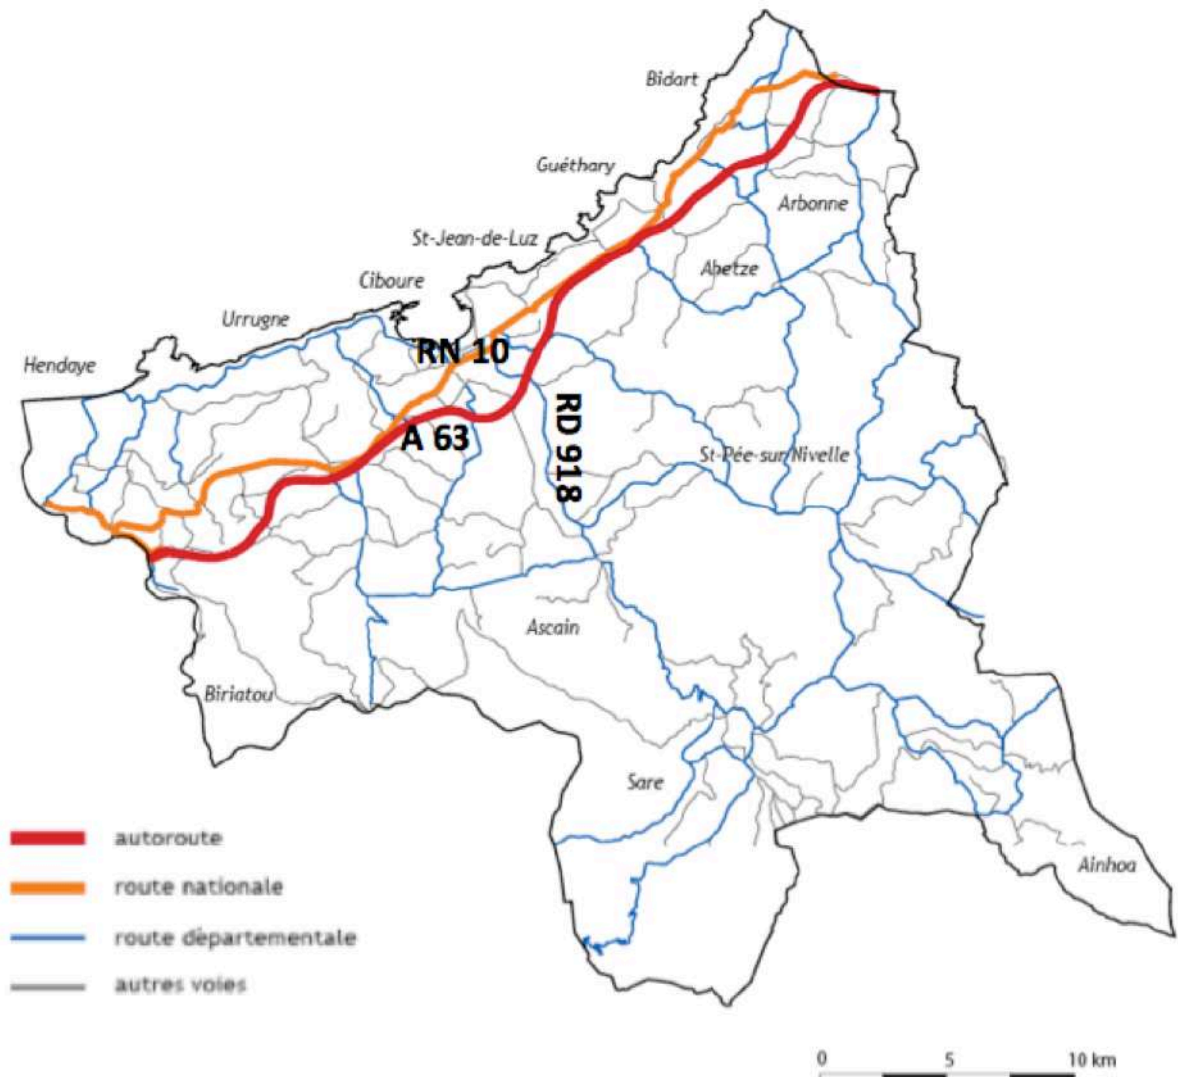 Bidart
Guéthary
Arbonne
St-Jean-de-Luz
Ahetze
Ciboure
Urrugne
RN 10
Hendaye
A 63
RD 918
St-Pée-sur Nivelle
Ascain
Biriatou
Sare
Ainhoa
autoroute
route nationale
route départementale
autres voies
0 5 10 km